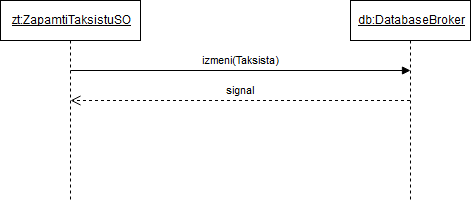 zt:ZapamtiTaksistuSO
db:DatabaseBroker
izmeni(Taksista)
signal